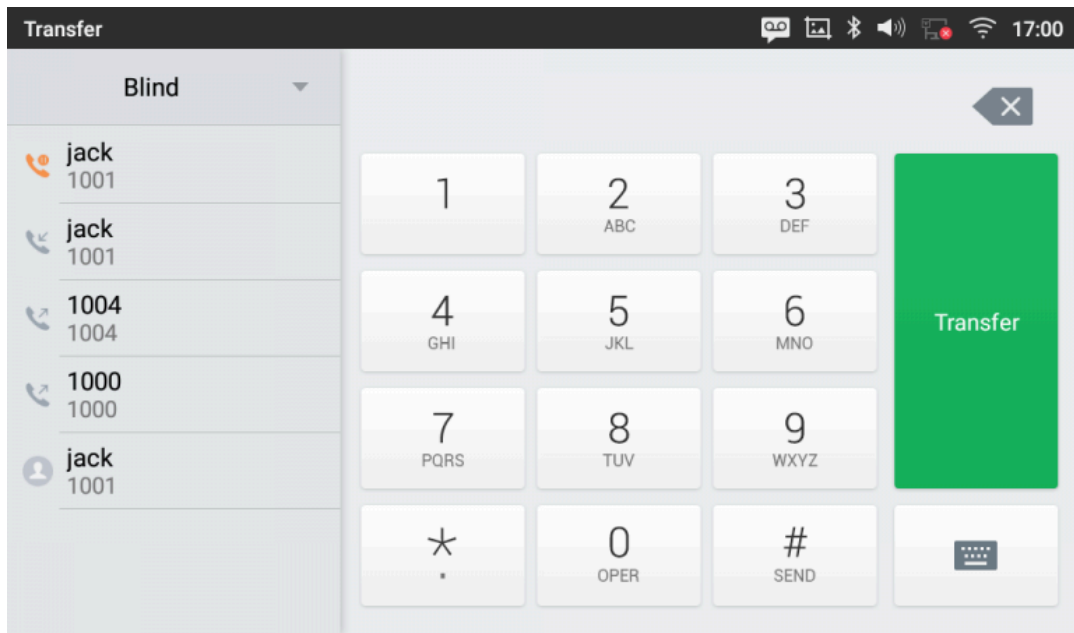 Transfer 17:00
Blind
jack
1001
jack
1001
1004
1004
1000
1000
jack
1001
1 2 3
ABC DEF
4 5 6
GHI JKL MNO
Transfer
7 8 9
PQRS TUV WXYZ
* 0 #
. OPER SEND